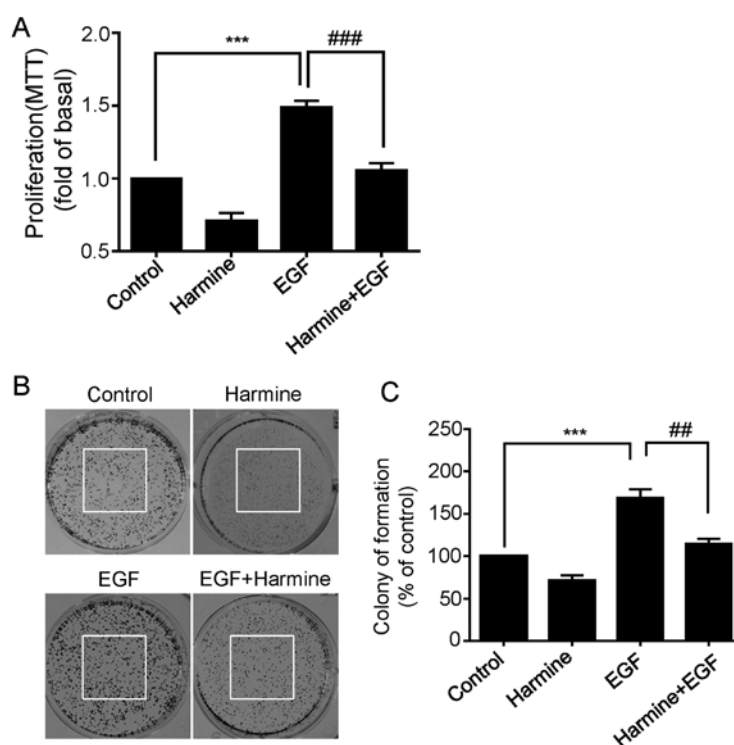 A
Proliferation(MTT)
(fold of basal)
2.0
1.5
1.0
0.5
***
###
Control
Harmine
EGF
Harmine+EGF
B
Control
Harmine
EGF
EGF+Harmine
C
Colony of formation
(% of control)
250
200
150
100
50
0
***
##
Control
Harmine
EGF
Harmine+EGF